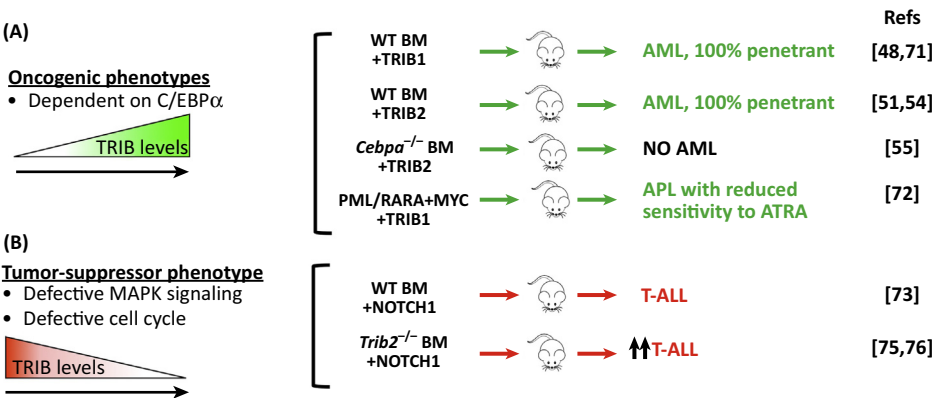 Refs
(A)
Oncogenic phenotypes
• Dependent on C/EBPα
TRIB levels
WT BM
+TRIB1
AML, 100% penetrant
[48,71]
WT BM
+TRIB2
AML, 100% penetrant
[51,54]
Cebpa−/− BM
+TRIB2
NO AML
[55]
PML/RARA+MYC
+TRIB1
APL with reduced
sensitivity to ATRA
[72]
(B)
Tumor-suppressor phenotype
• Defective MAPK signaling
• Defective cell cycle
TRIB levels
WT BM
+NOTCH1
T-ALL
[73]
Trib2−/− BM
+NOTCH1
T-ALL
[75,76]